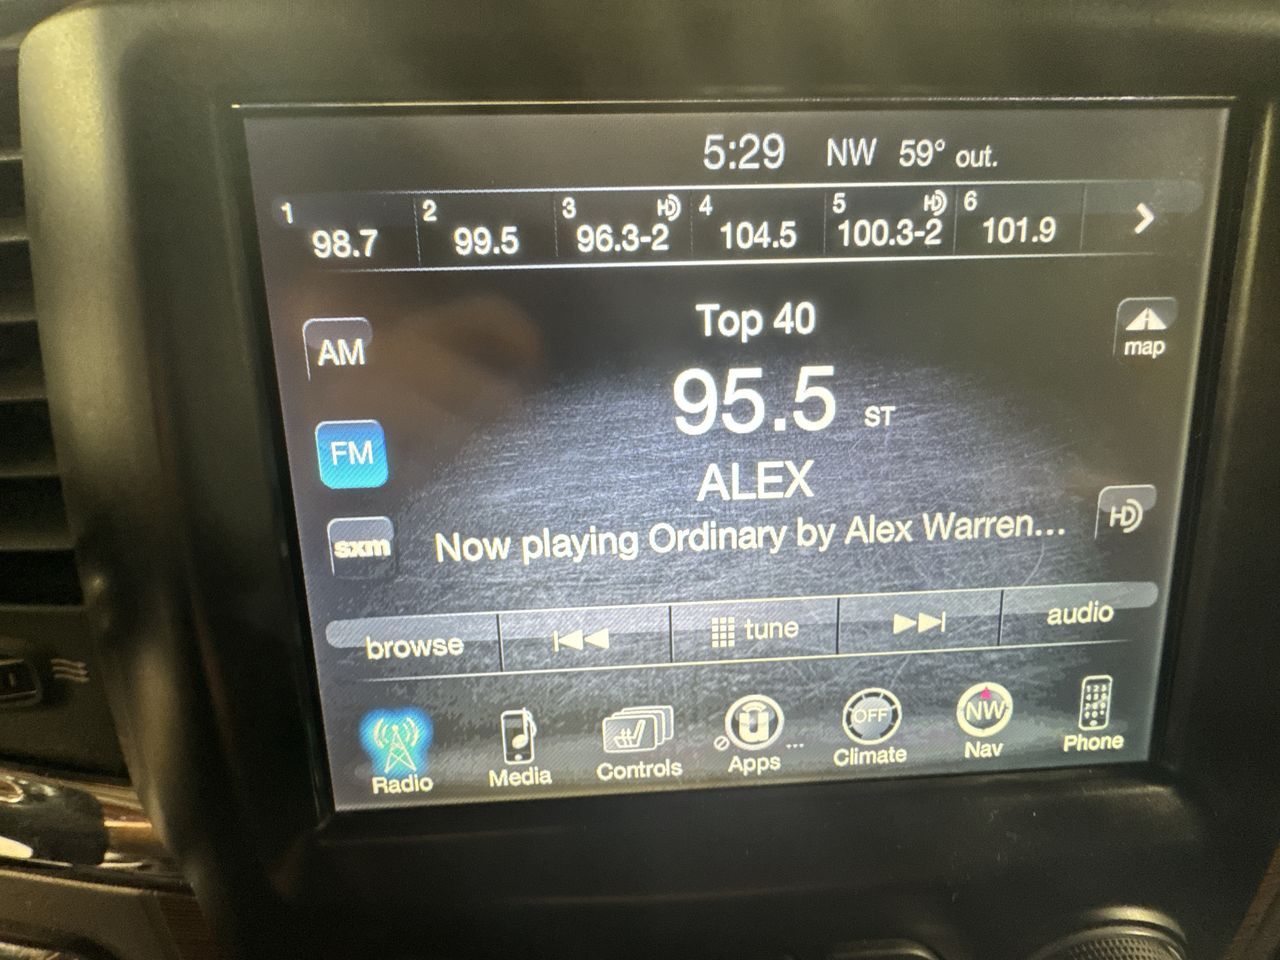 5:29 NW 59° out.
1 98.7 2 99.5 3 HD 96.3-2 4 104.5 5 HD 100.3-2 6 101.9
Top 40
AM
map
95.5 ST
FM
ALEX
HD
sxm
Now playing Ordinary by Alex Warren...
browse tune audio
OFF NW
Radio Media Controls Apps ... Climate Nav Phone